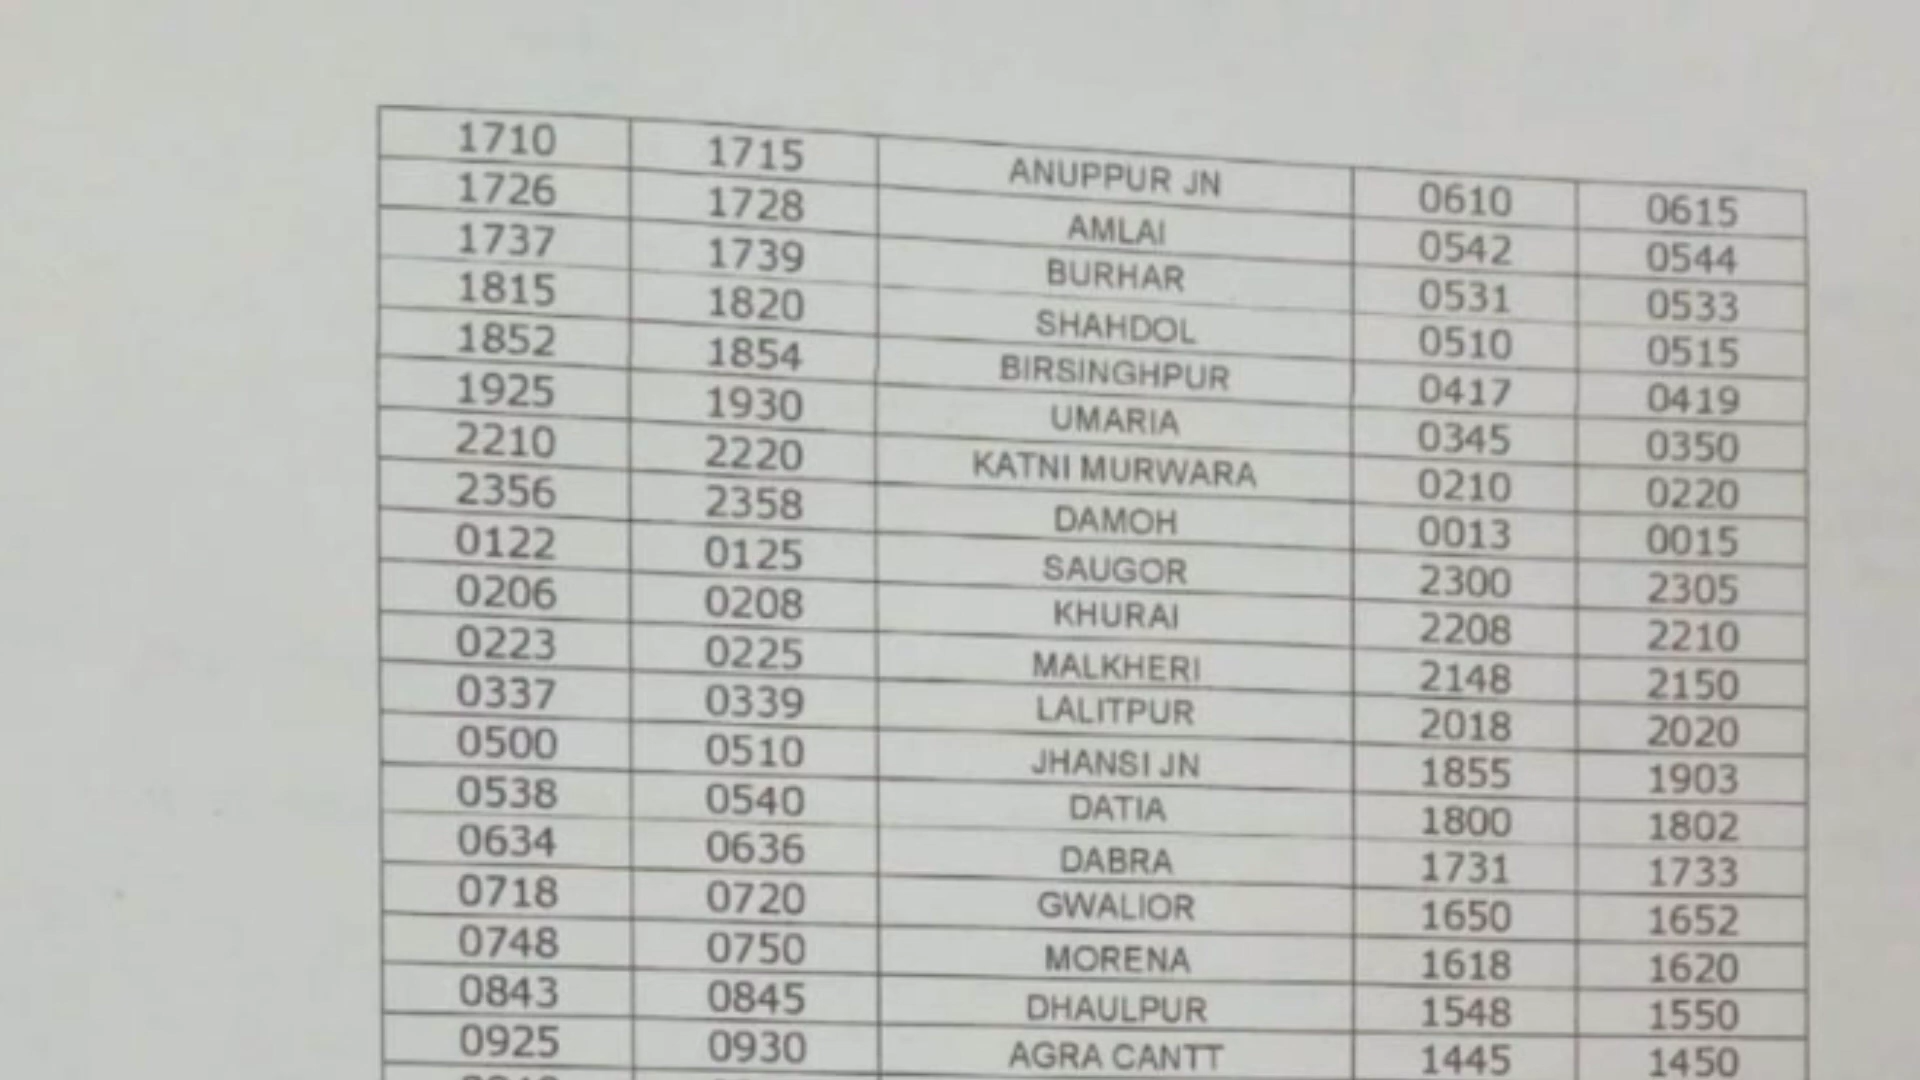 1710 1715 ANUPPUR JN 0610 0615
1726 1728 AMLAI 0542 0544
1737 1739 BURHAR 0531 0533
1815 1820 SHAHDOL 0510 0515
1852 1854 BIRSINGHPUR 0417 0419
1925 1930 UMARIA 0345 0350
2210 2220 KATNI MURWARA 0210 0220
2356 2358 DAMOH 0013 0015
0122 0125 SAUGOR 2300 2305
0206 0208 KHURAI 2208 2210
0223 0225 MALKHERI 2148 2150
0337 0339 LALITPUR 2018 2020
0500 0510 JHANSI JN 1855 1903
0538 0540 DATIA 1800 1802
0634 0636 DABRA 1731 1733
0718 0720 GWALIOR 1650 1652
0748 0750 MORENA 1618 1620
0843 0845 DHAULPUR 1548 1550
0925 0930 AGRA CANTT 1445 1450